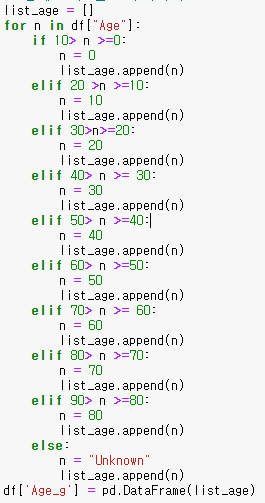 list_age = []
for n in df["Age"]:
    if 10> n >=0:
        n = 0
        list_age.append(n)
    elif 20 >n >=10:
        n = 10
        list_age.append(n)
    elif 30>n>=20:
        n = 20
        list_age.append(n)
    elif 40> n >= 30:
        n = 30
        list_age.append(n)
    elif 50> n >=40:
        n = 40
        list_age.append(n)
    elif 60> n >=50:
        n = 50
        list_age.append(n)
    elif 70> n >= 60:
        n = 60
        list_age.append(n)
    elif 80> n >=70:
        n = 70
        list_age.append(n)
    elif 90> n >=80:
        n = 80
        list_age.append(n)
    else:
        n = "Unknown"
        list_age.append(n)
df['Age_g'] = pd.DataFrame(list_age)